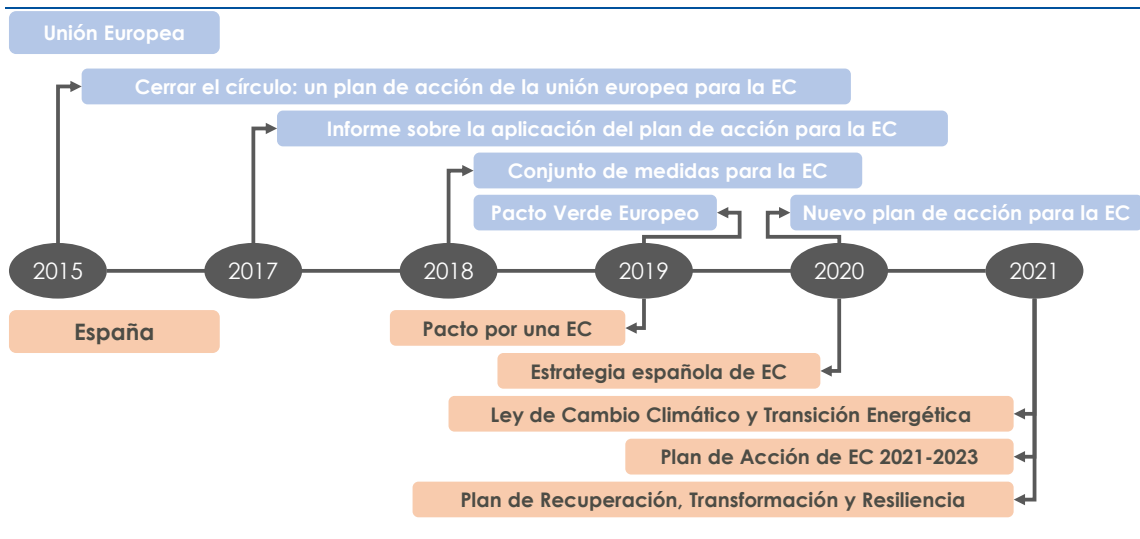 Unión Europea
Cerrar el círculo: un plan de acción de la unión europea para la EC
Informe sobre la aplicación del plan de acción para la EC
Conjunto de medidas para la EC
Pacto Verde Europeo
Nuevo plan de acción para la EC
2015
2017
2018
2019
2020
2021
España
Pacto por una EC
Estrategia española de EC
Ley de Cambio Climático y Transición Energética
Plan de Acción de EC 2021-2023
Plan de Recuperación, Transformación y Resiliencia